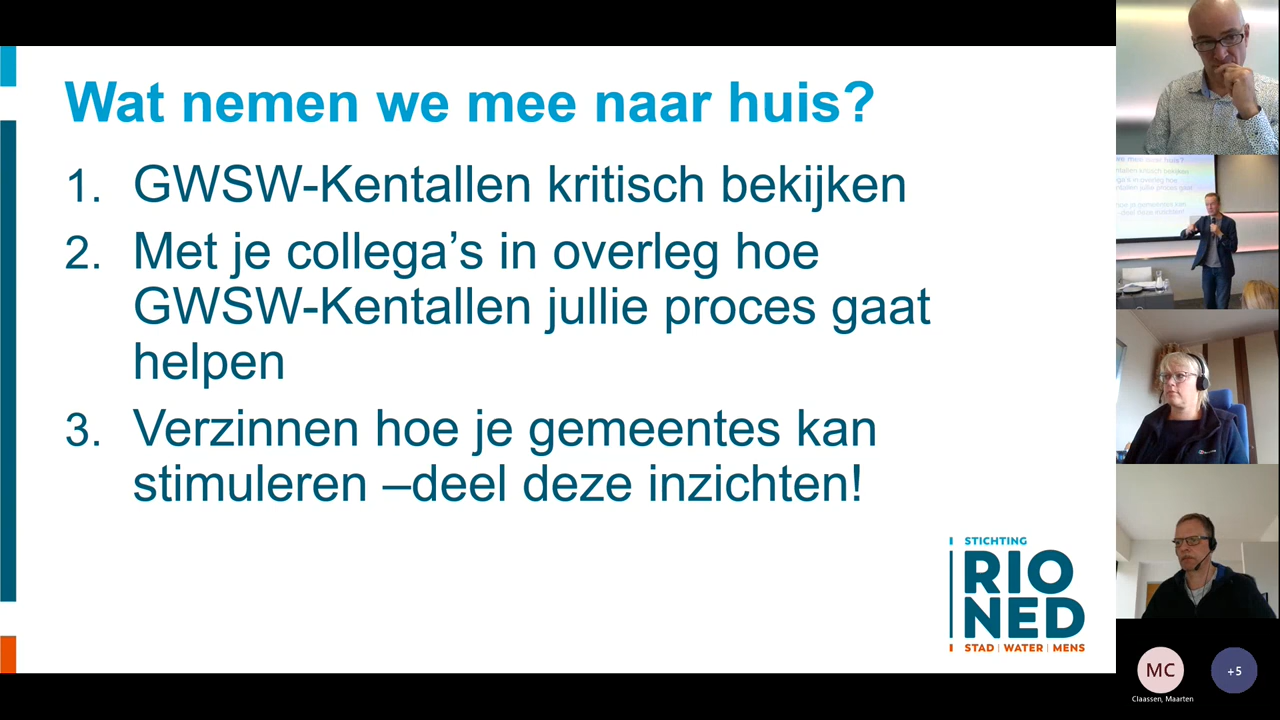 Wat nemen we mee naar huis?
1. GWSW-Kentallen kritisch bekijken
2. Met je collega’s in overleg hoe
GWSW-Kentallen jullie proces gaat
helpen
3. Verzinnen hoe je gemeentes kan
stimuleren –deel deze inzichten!
STICHTING
RIO
NED
STAD | WATER | MENS
MC
+5
Claassen, Maarten